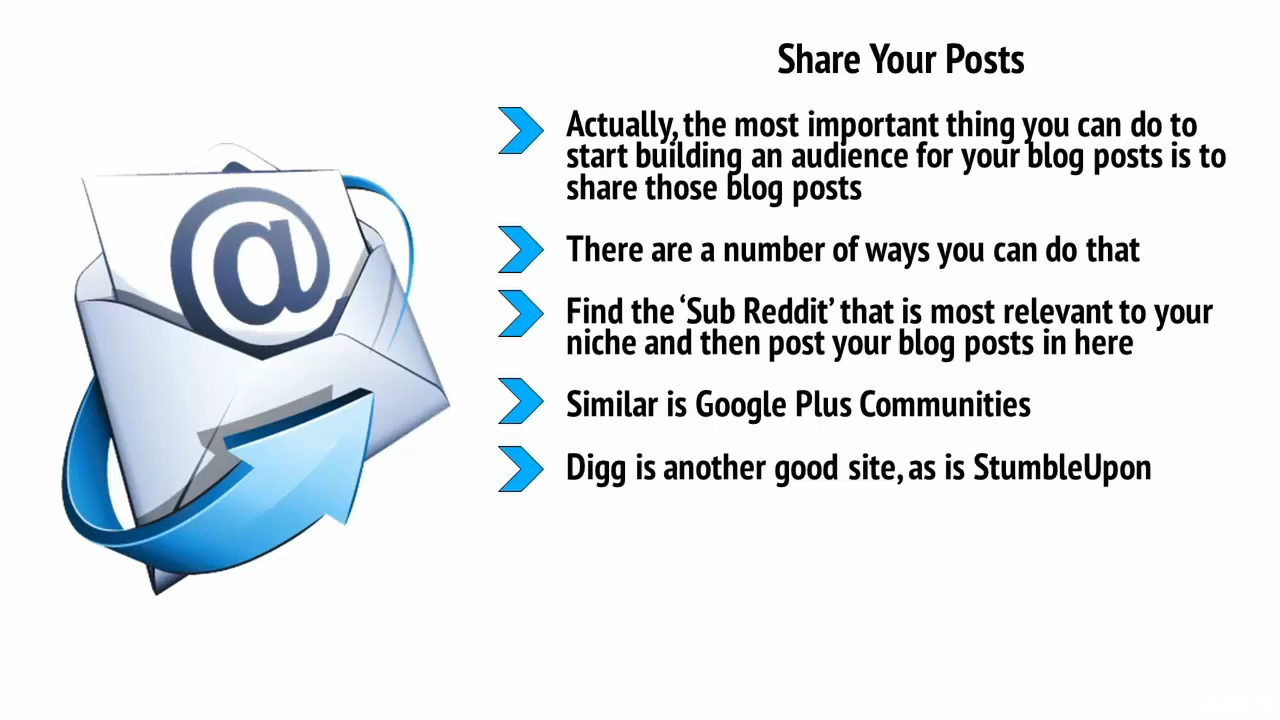 Share Your Posts
Actually, the most important thing you can do to
start building an audience for your blog posts is to
share those blog posts
There are a number of ways you can do that
Find the ‘Sub Reddit’ that is most relevant to your
niche and then post your blog posts in here
Similar is Google Plus Communities
Digg is another good site, as is StumbleUpon
@